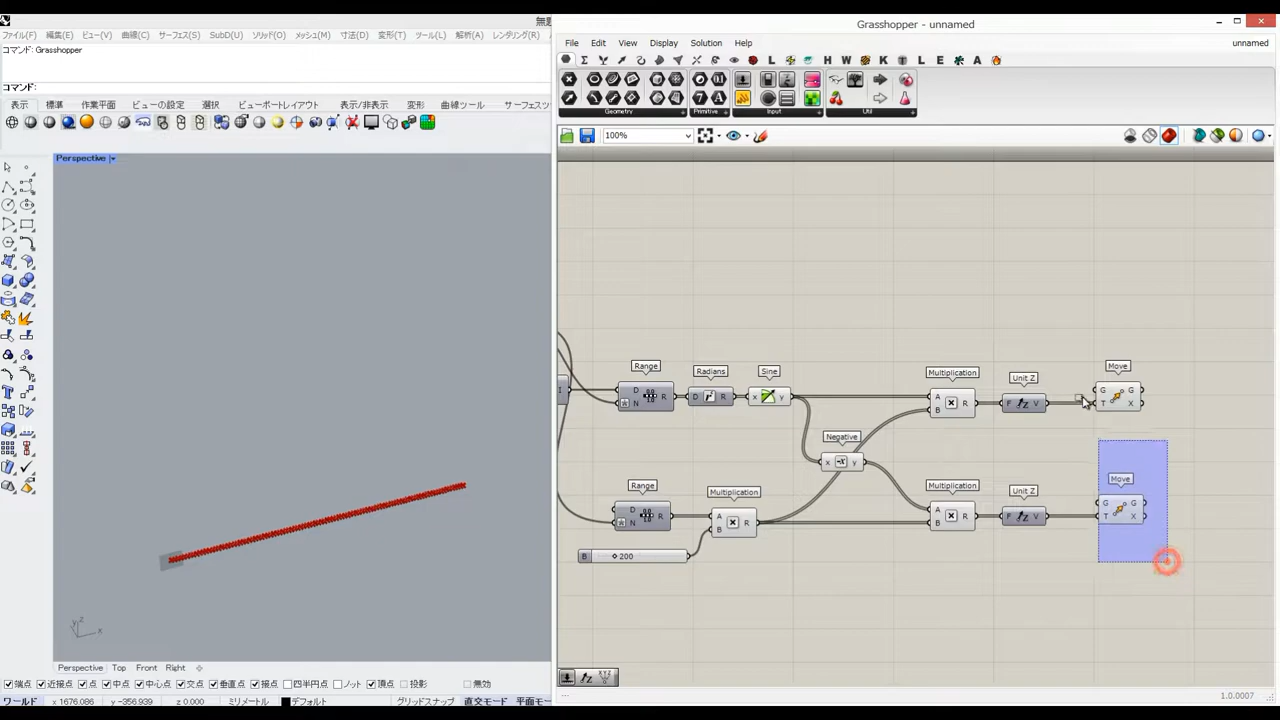 無題
Grasshopper - unnamed
ファイル(F) 編集(E) ビュー(V) 曲線(C) サーフェス(S) SubD(U) ソリッド(O) メッシュ(M) 寸法(D) 変形(T) ツール(L) 解析(A) レンダリング(R)
File Edit View Display Solution Help
unnamed
コマンド: Grasshopper
コマンド:
L H W K T L E A
Geometry Primitive Input Util
表示 標準 作業平面 ビューの設定 選択 ビューポートレイアウト 表示/非表示 変形 曲線ツール サーフェス
100%
Perspective
Range Radians Sine Multiplication Unit Z Move
I D N R D R x y A B R F V G T G X
Negative
x -x y
Range Multiplication Multiplication Unit Z Move
D N R A B R A B R F V G T G X
B 200
z y x
Perspective Top Front Right
端点 近接点 中点 中心点 交点 垂直点 接点 四半円点 ノット 頂点 投影 無効
1.0.0007
ワールド x 1676.086 y -356.939 z 0.000 ミリメートル デフォルト グリッドスナップ 直交モード 平面モー